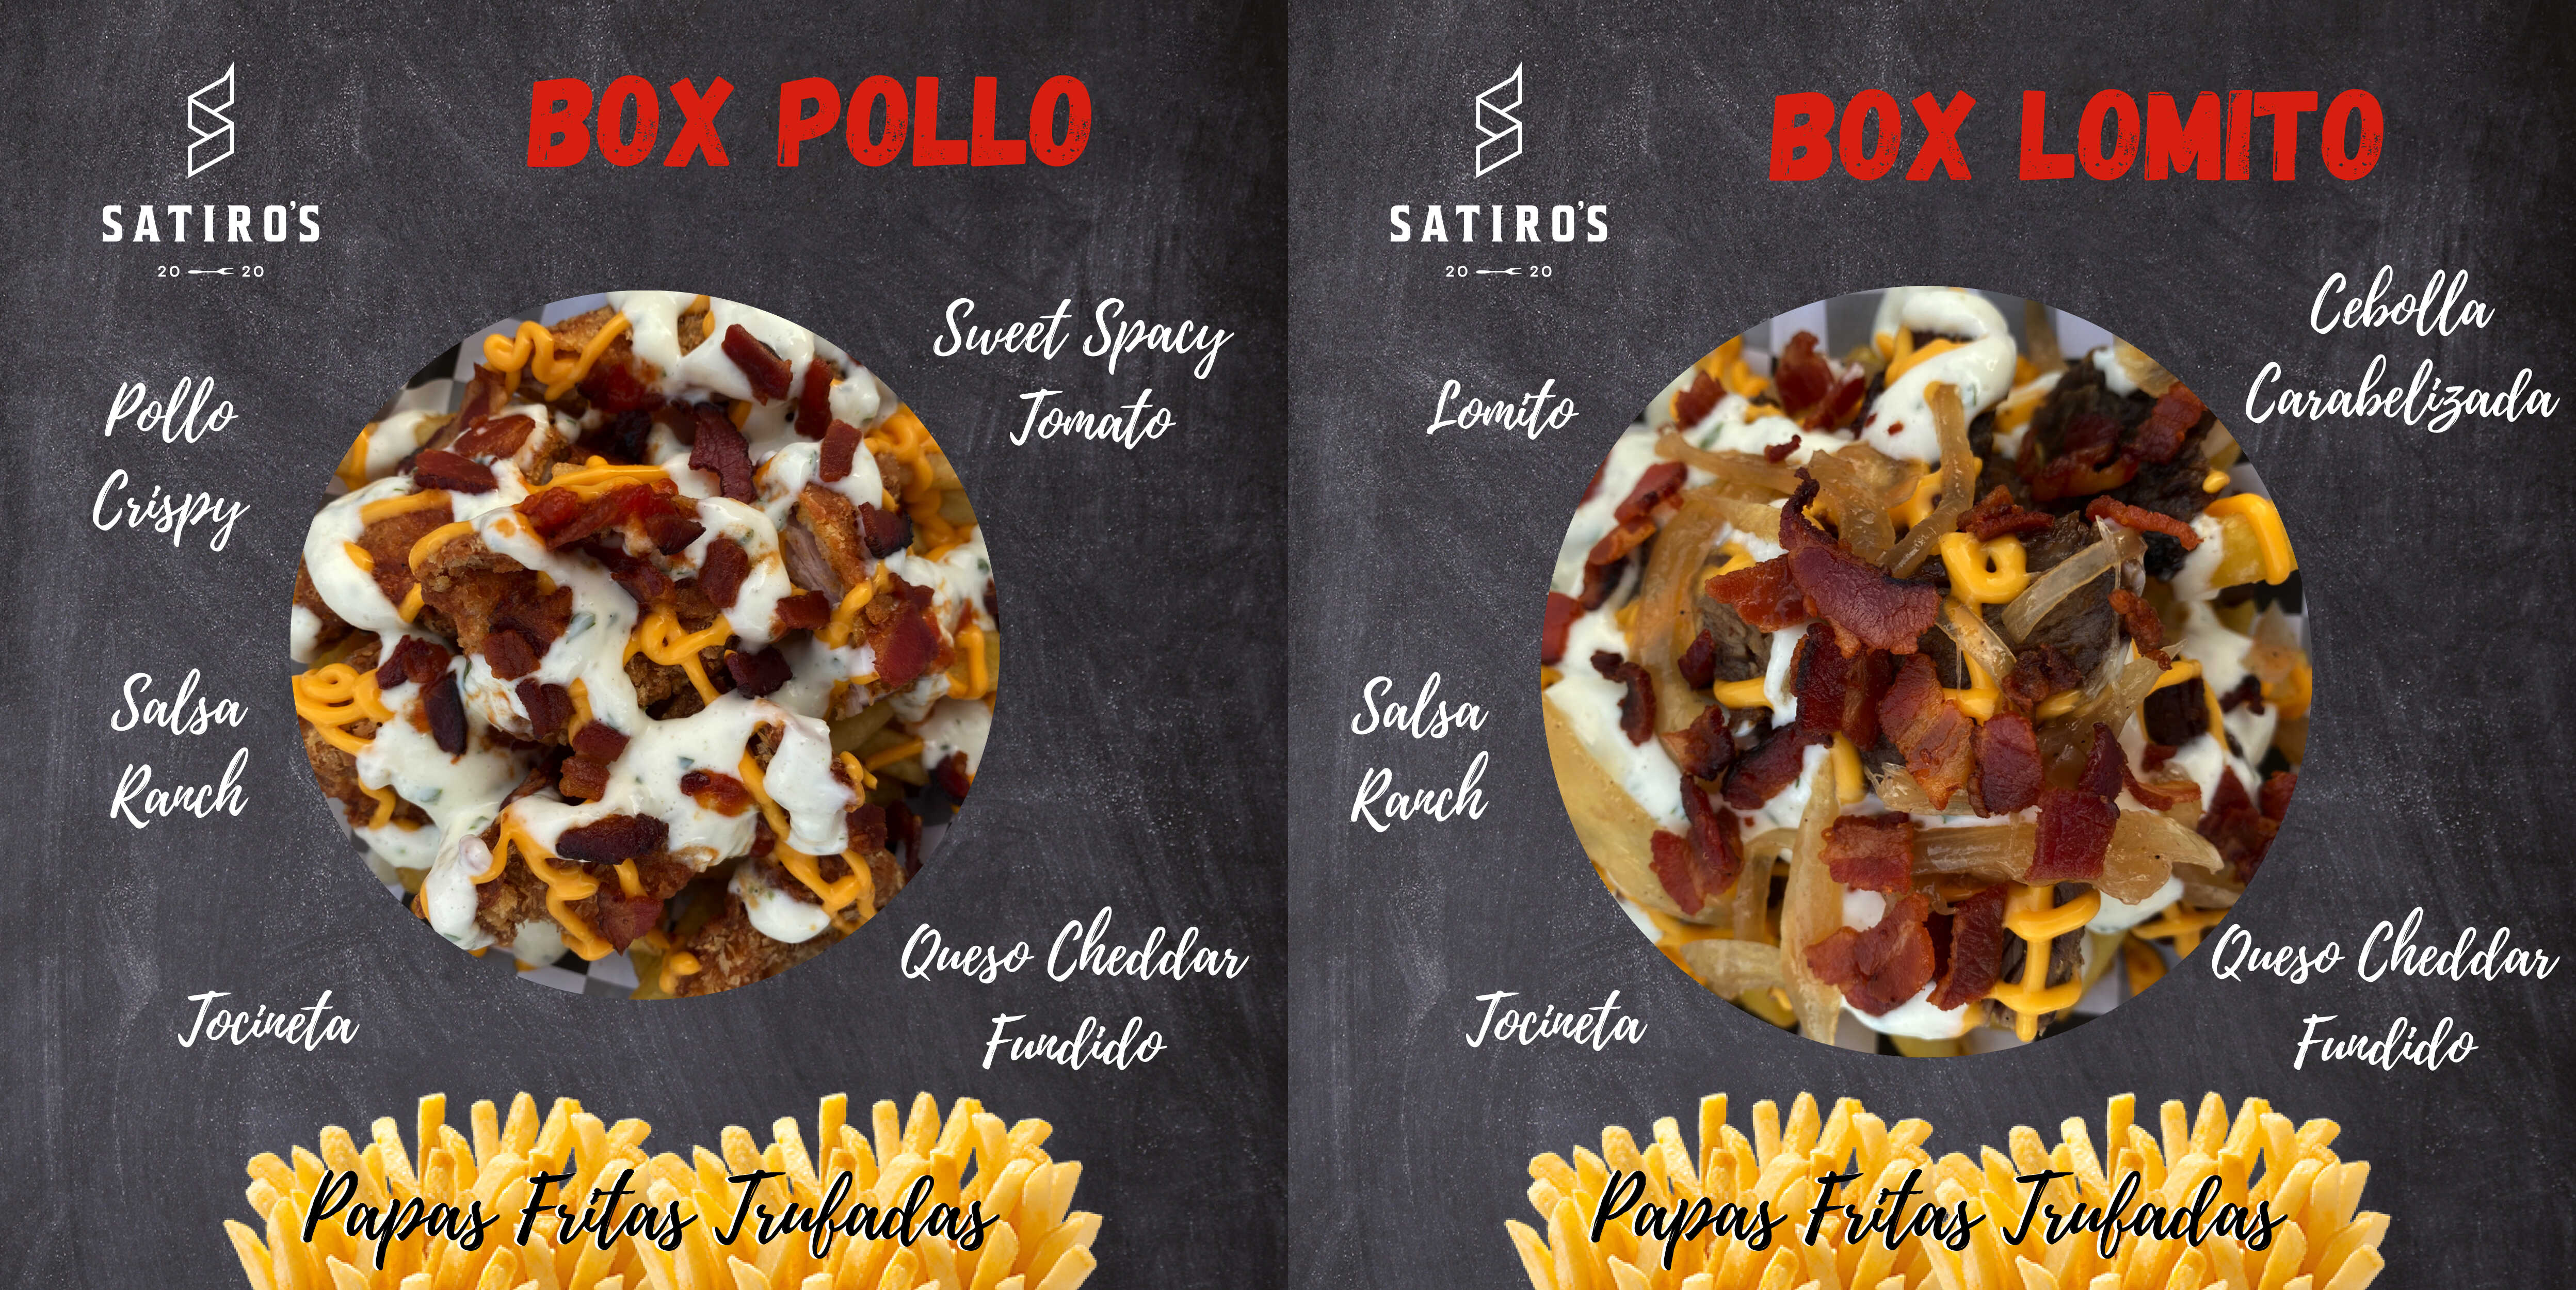 SATIRO'S
20 20
BOX POLLO
Pollo
Crispy
Sweet Spacy
Tomato
Salsa
Ranch
Tocineta
Queso Cheddar
Fundido
Papas Fritas Trufadas
SATIRO'S
20 20
BOX LOMITO
Lomito
Cebolla
Carabelizada
Salsa
Ranch
Tocineta
Queso Cheddar
Fundido
Papas Fritas Trufadas